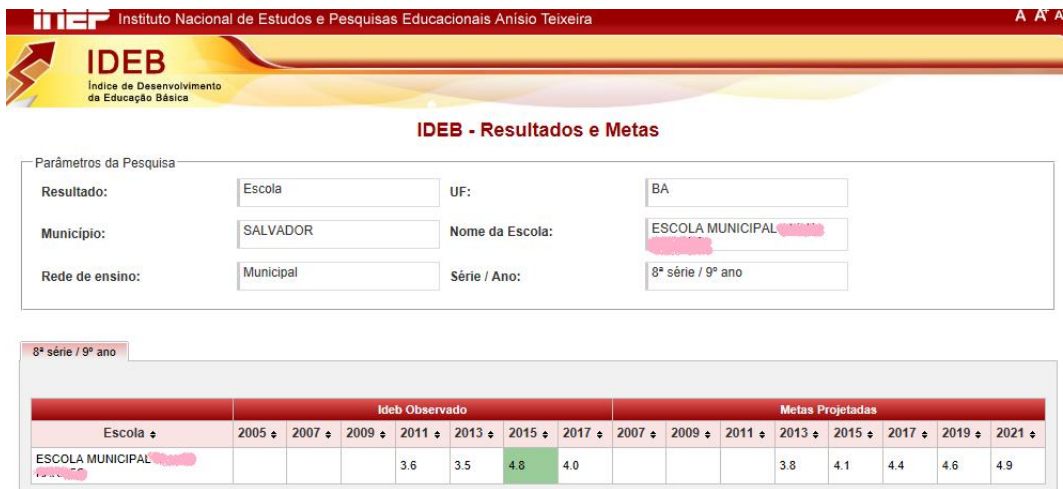 inep Instituto Nacional de Estudos e Pesquisas Educacionais Anísio Teixeira A A+ A
IDEB
Índice de Desenvolvimento
da Educação Básica
IDEB - Resultados e Metas
Parâmetros da Pesquisa
Resultado: Escola UF: BA
Município: SALVADOR Nome da Escola: ESCOLA MUNICIPAL
Rede de ensino: Municipal Série / Ano: 8ª série / 9º ano
8ª série / 9º ano
Ideb Observado Metas Projetadas
Escola 2005 2007 2009 2011 2013 2015 2017 2007 2009 2011 2013 2015 2017 2019 2021
ESCOLA MUNICIPAL 3.6 3.5 4.8 4.0 3.8 4.1 4.4 4.6 4.9